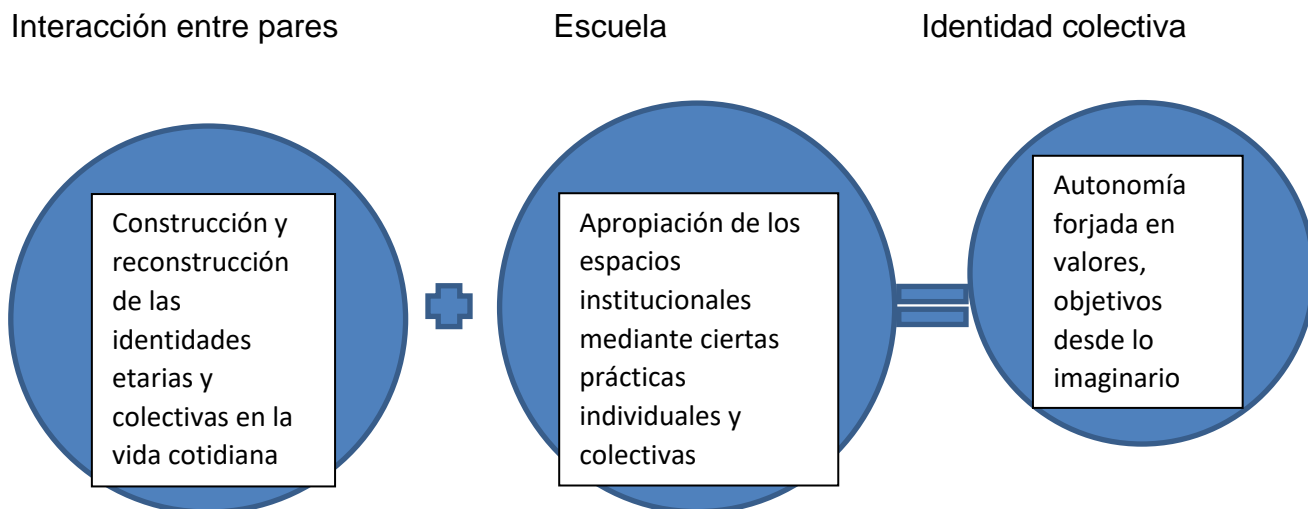 Interacción entre pares
Escuela
Identidad colectiva
Construcción y
reconstrucción
de las
identidades
etarias y
colectivas en la
vida cotidiana
Apropiación de los
espacios
institucionales
mediante ciertas
prácticas
individuales y
colectivas
Autonomía
forjada en
valores,
objetivos
desde lo
imaginario